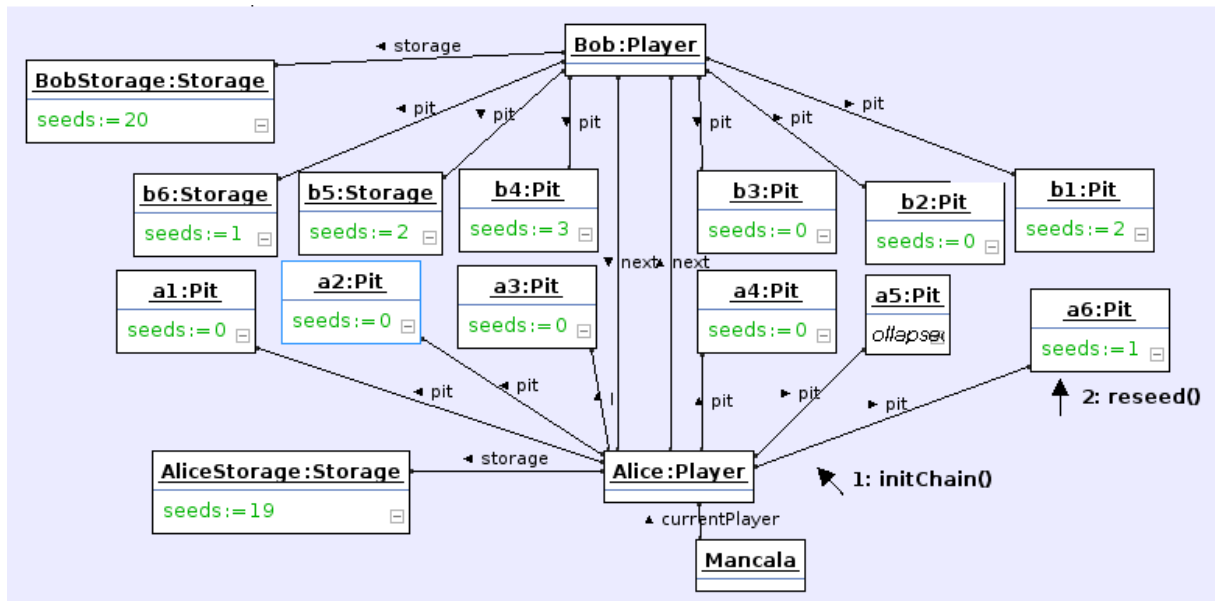 Bob:Player
◄ storage
BobStorage:Storage
seeds:=20
◄ pit
▼ pit
▼ pit
▼ pit
► pit
► pit
b6:Storage
seeds:=1
b5:Storage
seeds:=2
b4:Pit
seeds:=3
b3:Pit
seeds:=0
b2:Pit
seeds:=0
b1:Pit
seeds:=2
▼ next
▲ next
a1:Pit
seeds:=0
a2:Pit
seeds:=0
a3:Pit
seeds:=0
a4:Pit
seeds:=0
a5:Pit
ollapse
a6:Pit
seeds:=1
2: reseed()
◄ pit
◄ pit
▲ pit
► pit
► pit
◄ storage
AliceStorage:Storage
seeds:=19
Alice:Player
1: initChain()
▲ currentPlayer
Mancala